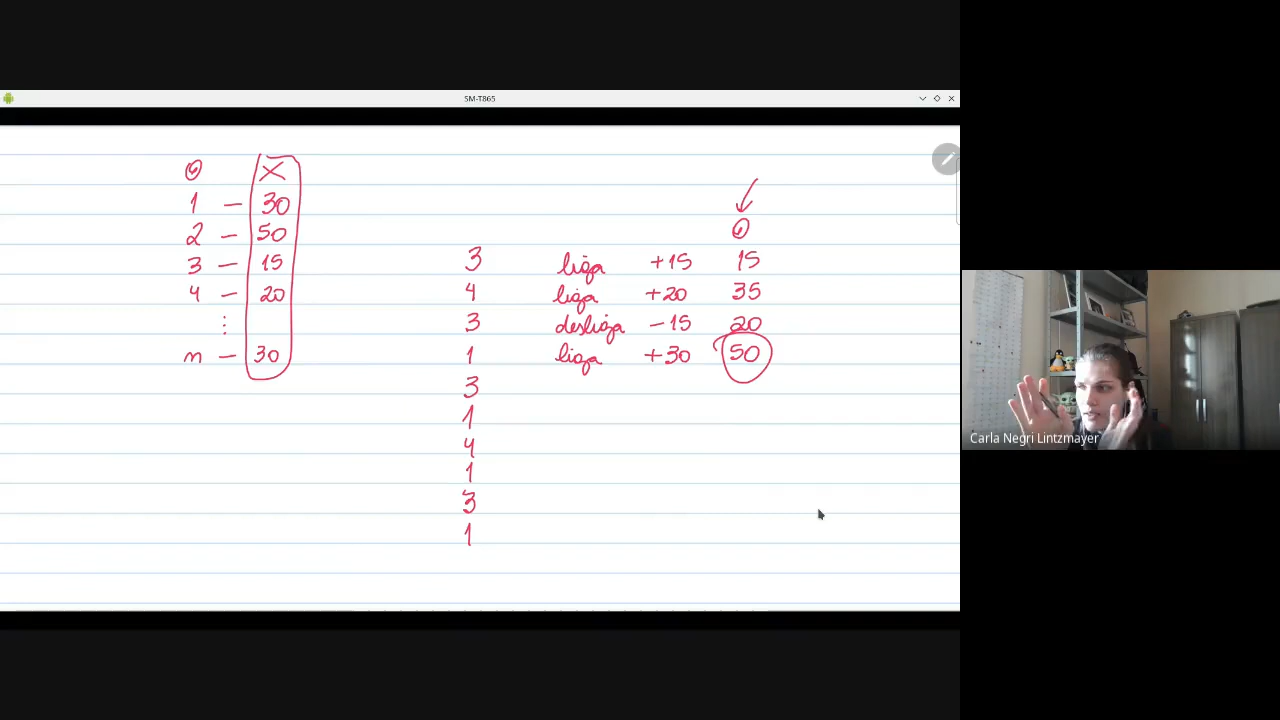 SM-T865
0 X
1 — 30
2 — 50
3 — 15
4 — 20
⋮
n — 30
0
3 liga +15 15
4 liga +20 35
3 desliga -15 20
1 liga +30 50
3
1
4
1
3
1
Carla Negri Lintzmayer